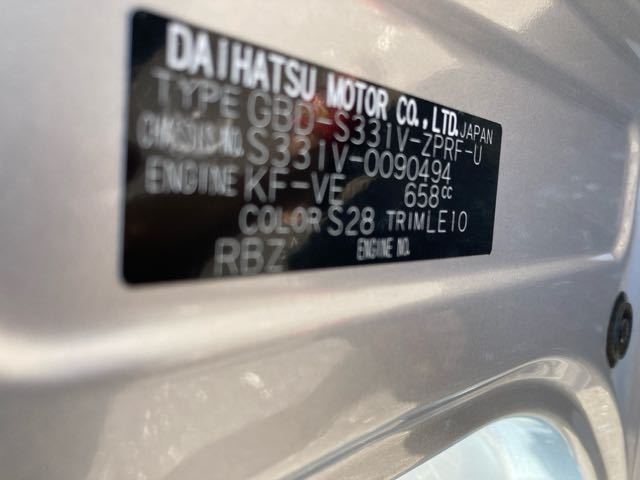 DAIHATSU MOTOR CO.,LTD. JAPAN
TYPE GBD-S331V-ZPRF-U
CHASSIS NO. S331V-0090494
ENGINE KF-VE 658cc
COLOR S28 TRIM LE10
RBZ ENGINE NO.